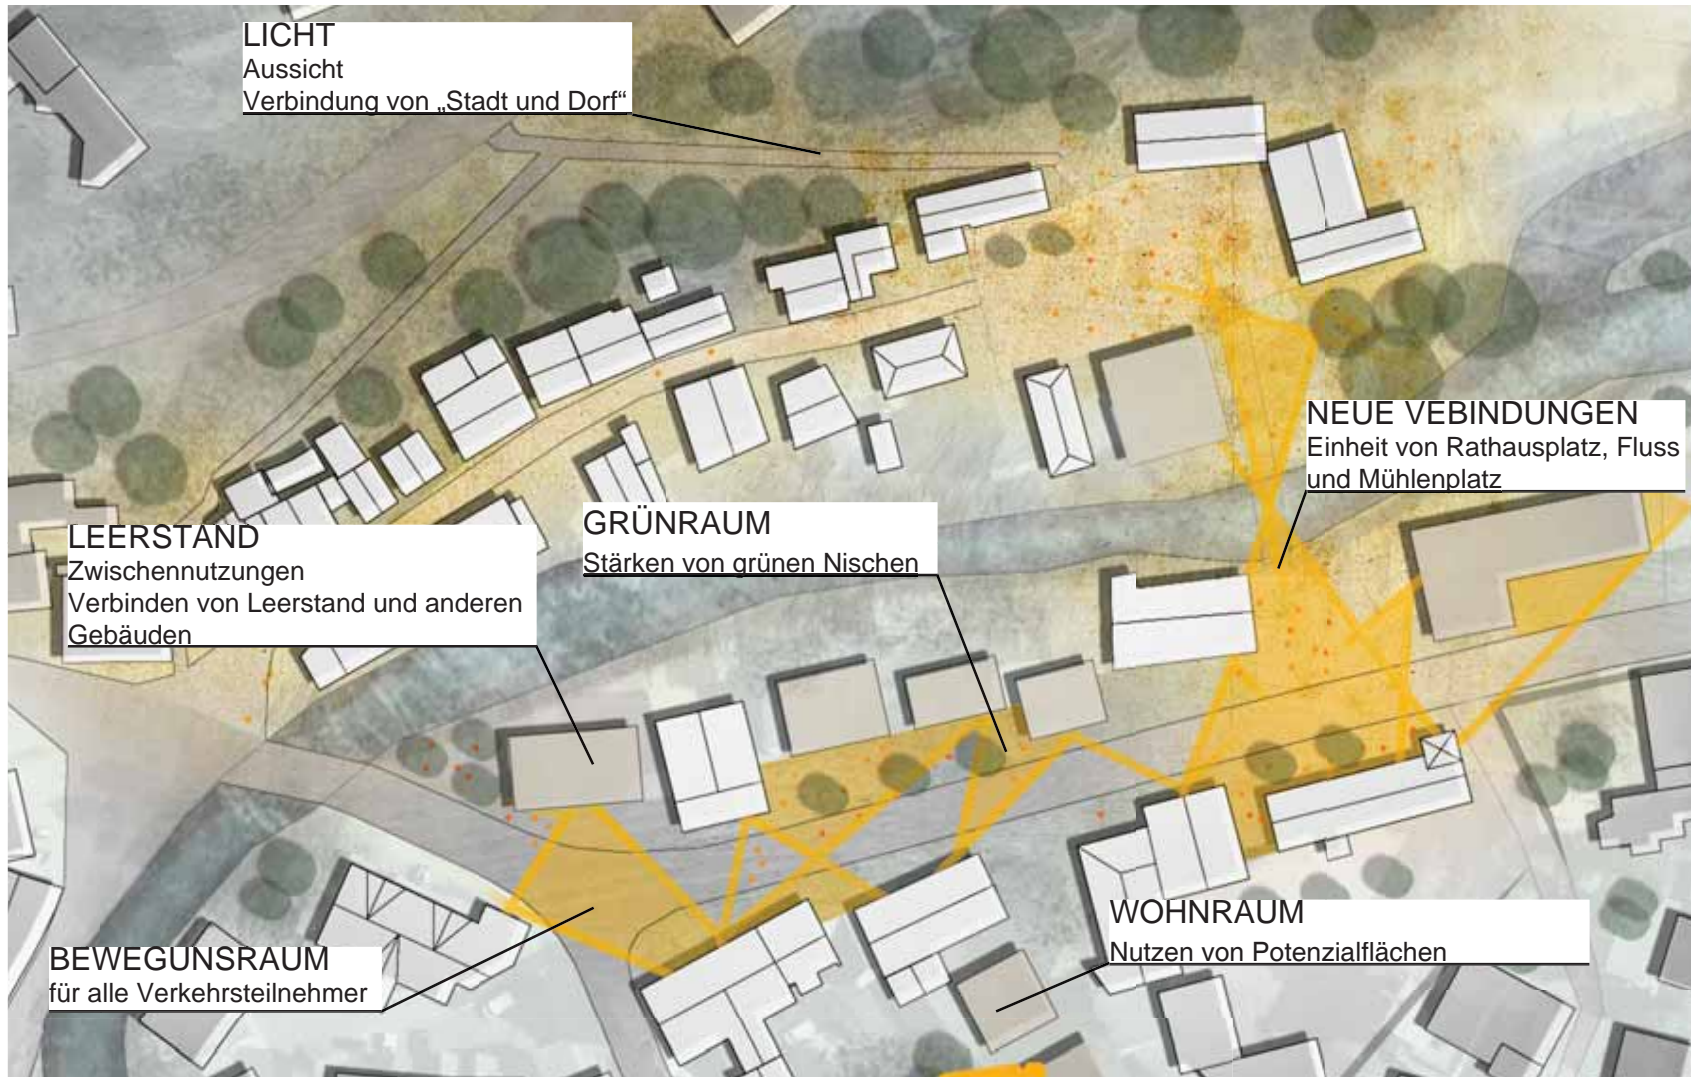 LICHT
Aussicht
Verbindung von „Stadt und Dorf“
NEUE VEBINDUNGEN
Einheit von Rathausplatz, Fluss
und Mühlenplatz
GRÜNRAUM
Stärken von grünen Nischen
LEERSTAND
Zwischennutzungen
Verbinden von Leerstand und anderen
Gebäuden
WOHNRAUM
Nutzen von Potenzialflächen
BEWEGUNSRAUM
für alle Verkehrsteilnehmer